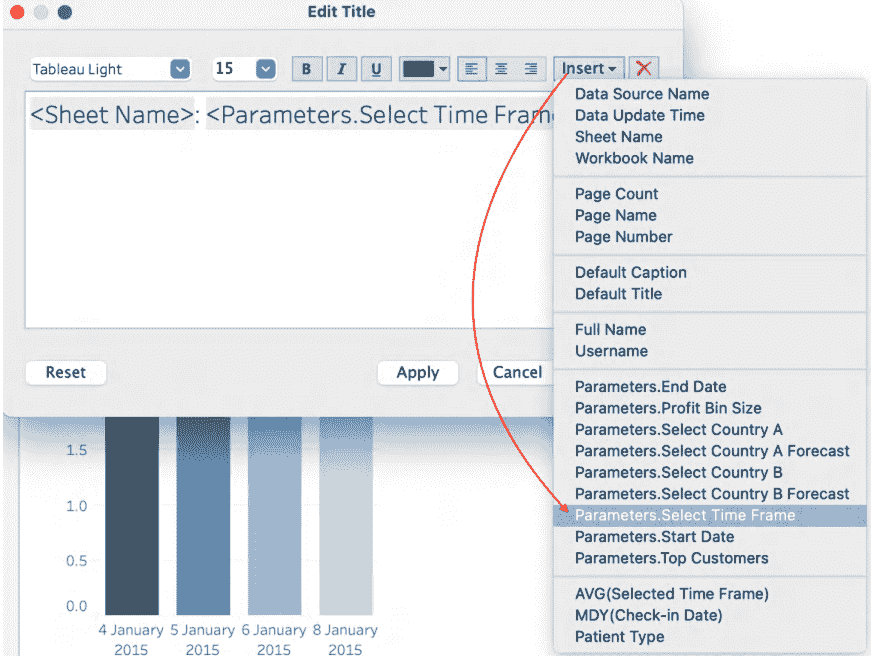 Edit Title
Tableau Light 15 B I U Insert
<Sheet Name>: <Parameters.Select Time Frame
Data Source Name
Data Update Time
Sheet Name
Workbook Name
Page Count
Page Name
Page Number
Default Caption
Default Title
Full Name
Username
Parameters.End Date
Parameters.Profit Bin Size
Parameters.Select Country A
Parameters.Select Country A Forecast
Parameters.Select Country B
Parameters.Select Country B Forecast
Parameters.Select Time Frame
Parameters.Start Date
Parameters.Top Customers
AVG(Selected Time Frame)
MDY(Check-in Date)
Patient Type
Reset Apply Cancel
1.5
1.0
0.5
0.0
4 January 5 January 6 January 8 January
2015 2015 2015 2015